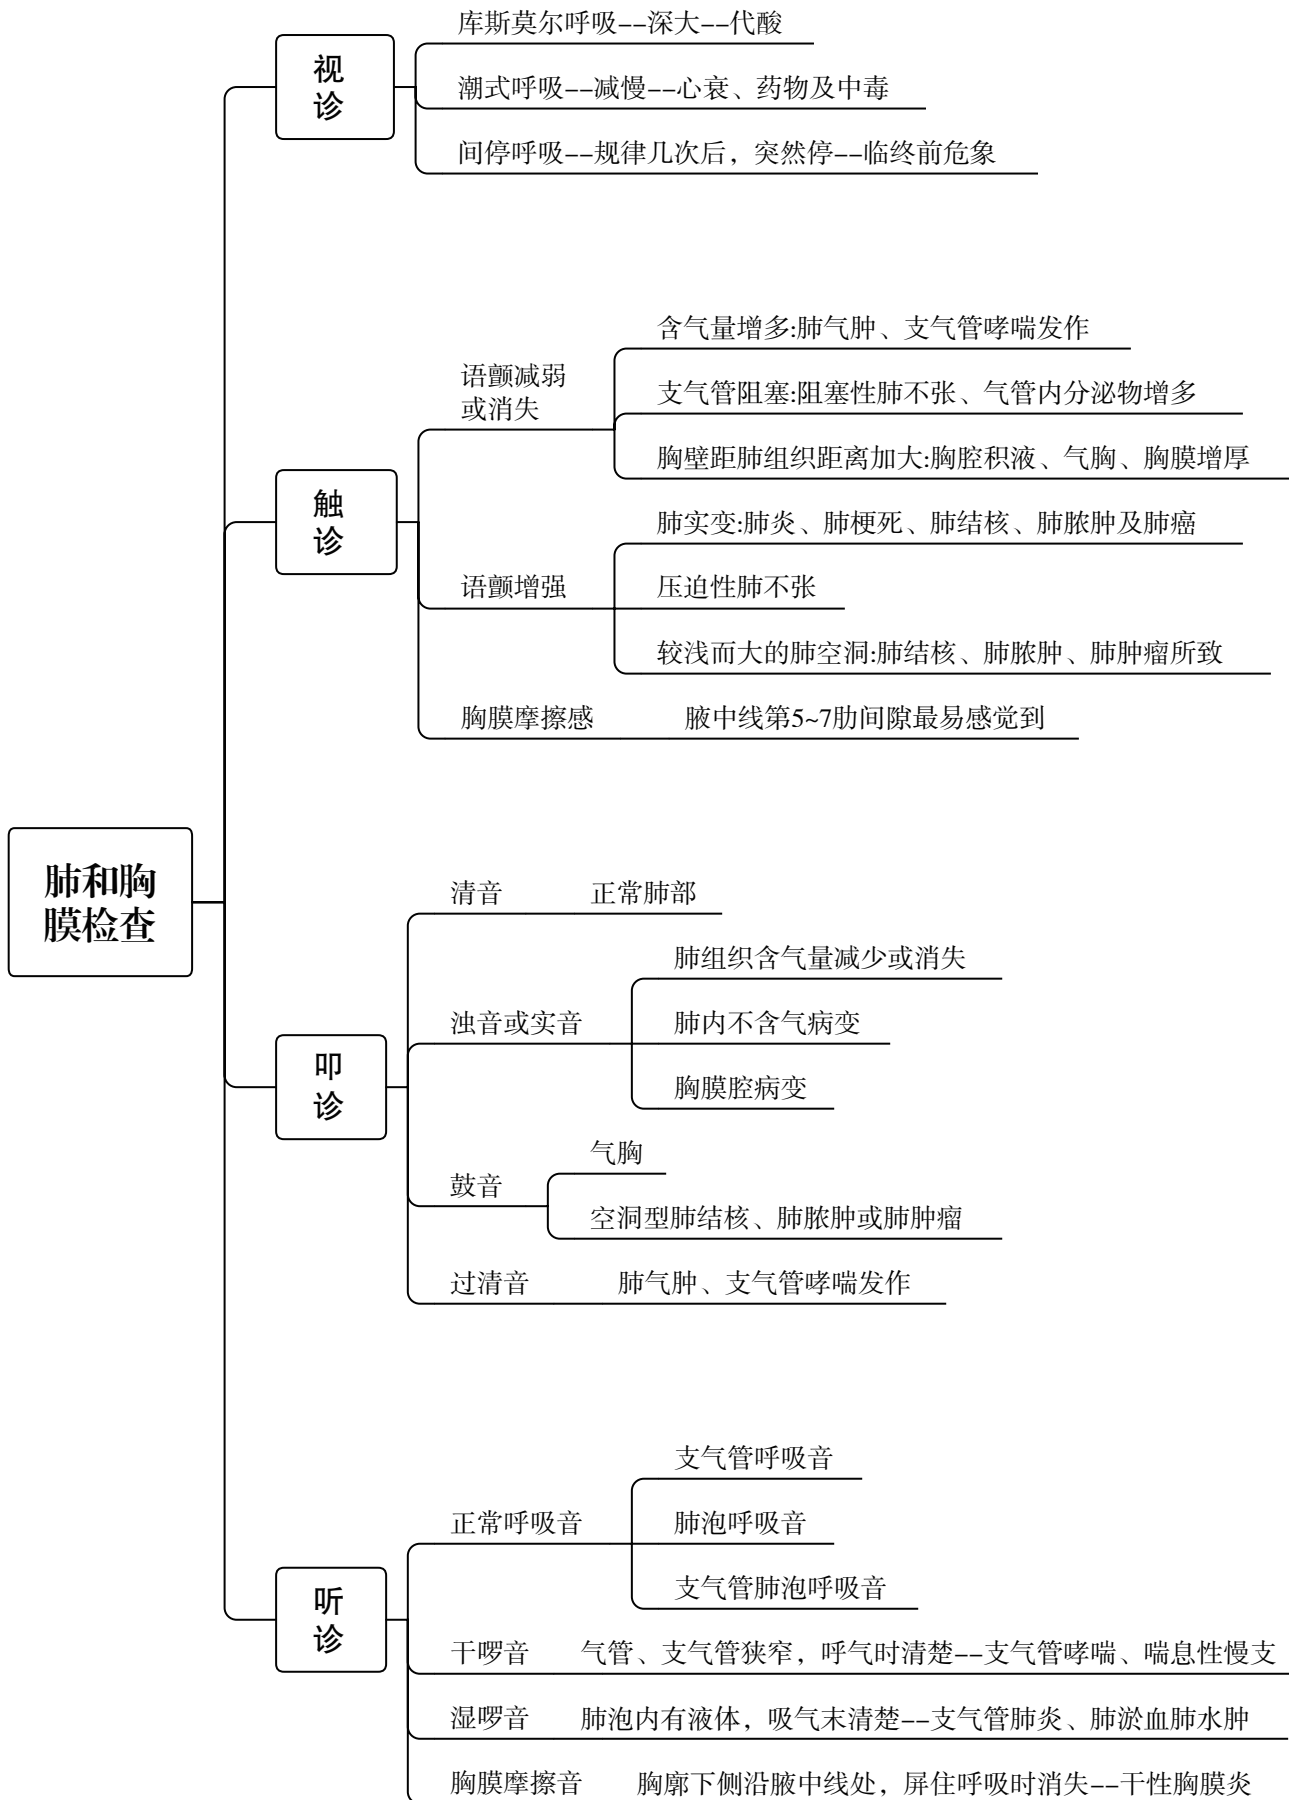 肺和胸
膜检查
视
诊
库斯莫尔呼吸--深大--代酸
潮式呼吸--减慢--心衰、药物及中毒
间停呼吸--规律几次后，突然停--临终前危象
触
诊
语颤减弱
或消失
含气量增多:肺气肿、支气管哮喘发作
支气管阻塞:阻塞性肺不张、气管内分泌物增多
胸壁距肺组织距离加大:胸腔积液、气胸、胸膜增厚
语颤增强
肺实变:肺炎、肺梗死、肺结核、肺脓肿及肺癌
压迫性肺不张
较浅而大的肺空洞:肺结核、肺脓肿、肺肿瘤所致
胸膜摩擦感
腋中线第5~7肋间隙最易感觉到
叩
诊
清音
正常肺部
浊音或实音
肺组织含气量减少或消失
肺内不含气病变
胸膜腔病变
鼓音
气胸
空洞型肺结核、肺脓肿或肺肿瘤
过清音
肺气肿、支气管哮喘发作
听
诊
正常呼吸音
支气管呼吸音
肺泡呼吸音
支气管肺泡呼吸音
干啰音
气管、支气管狭窄，呼气时清楚--支气管哮喘、喘息性慢支
湿啰音
肺泡内有液体，吸气末清楚--支气管肺炎、肺淤血肺水肿
胸膜摩擦音
胸廓下侧沿腋中线处，屏住呼吸时消失--干性胸膜炎